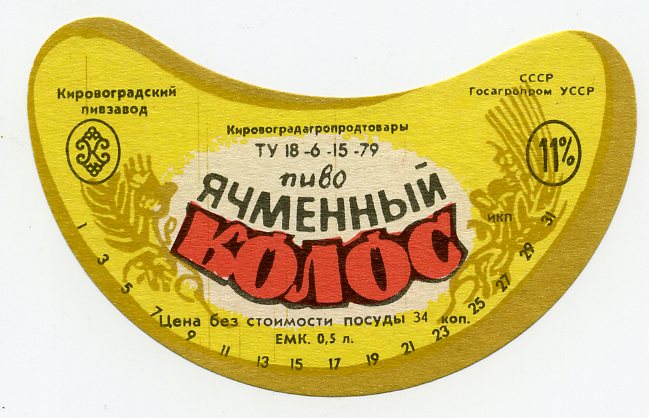 Кировоградский
пивзавод
СССР
Госагропром УССР
Кировоградагропродтовары
ТУ 18-6-15-79
11%
пиво
ЯЧМЕННЫЙ
КОЛОС
ИКП
Цена без стоимости посуды 34 коп.
ЕМК. 0,5 л.
1 3 5 7 9 11 13 15 17 19 21 23 25 27 29 31